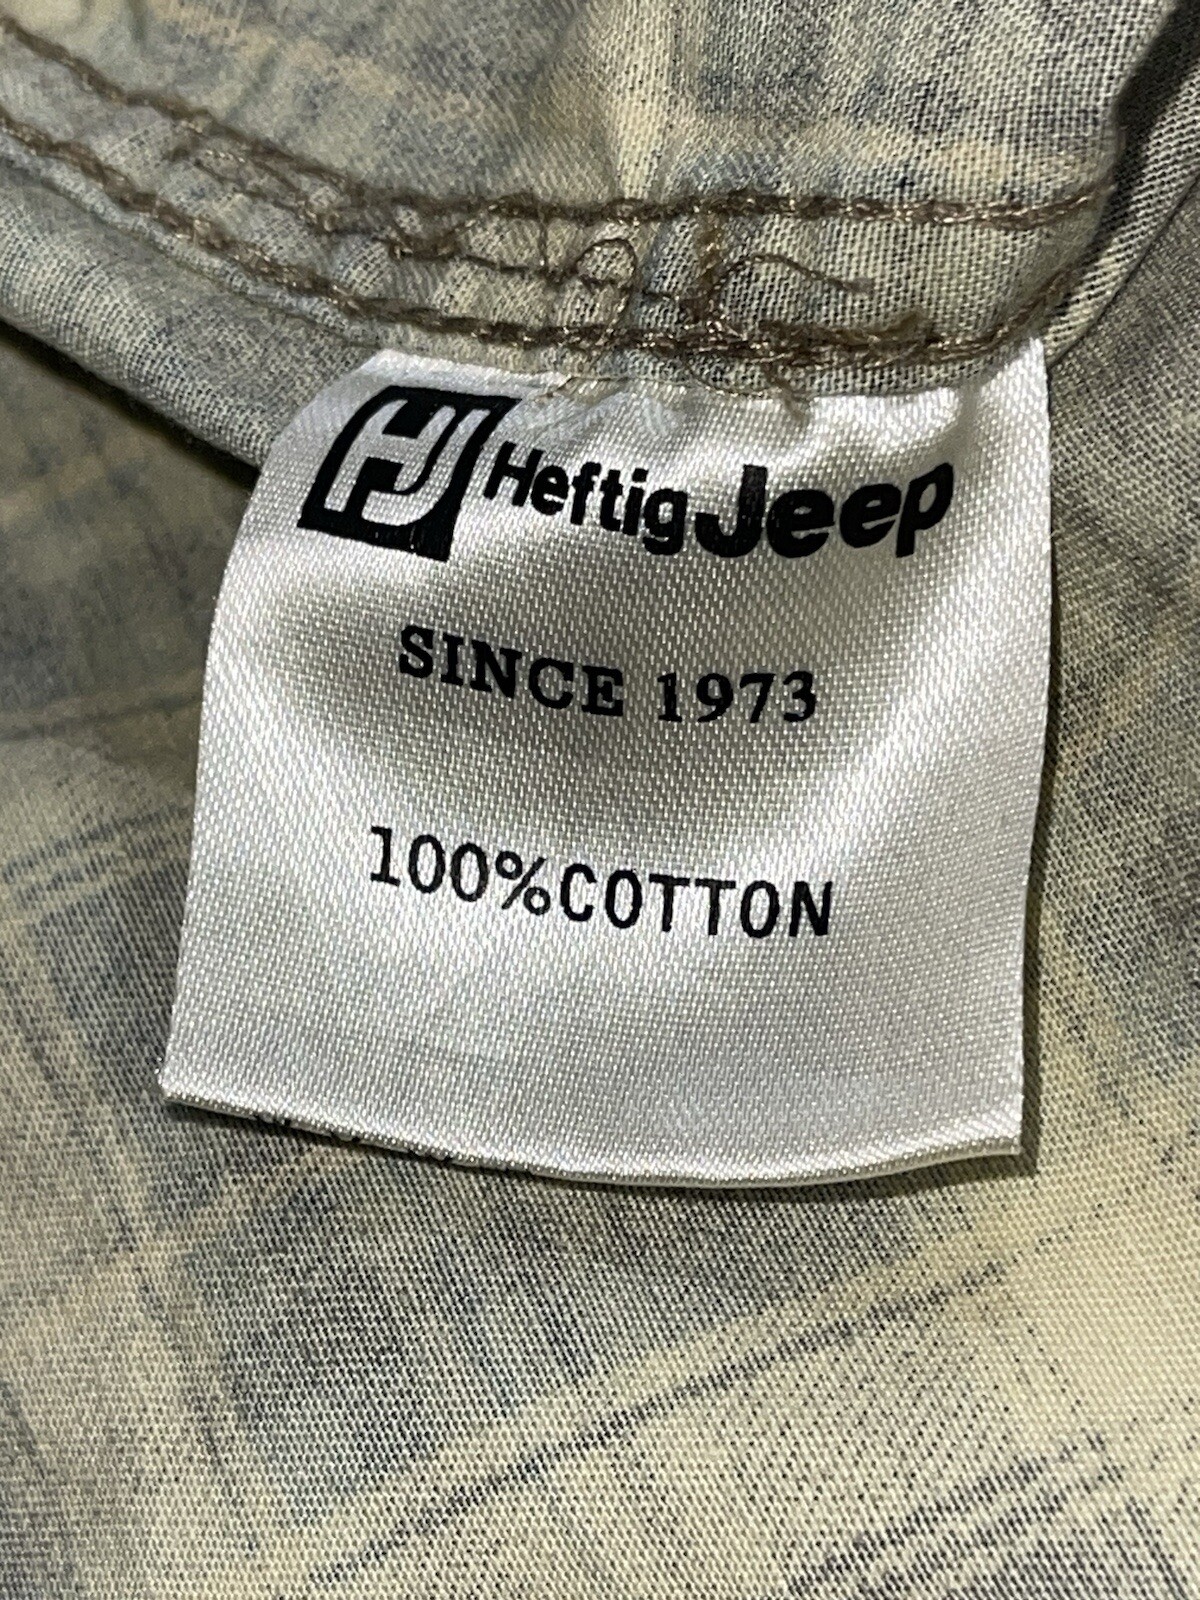 HJ Heftig Jeep
SINCE 1973
100%COTTON